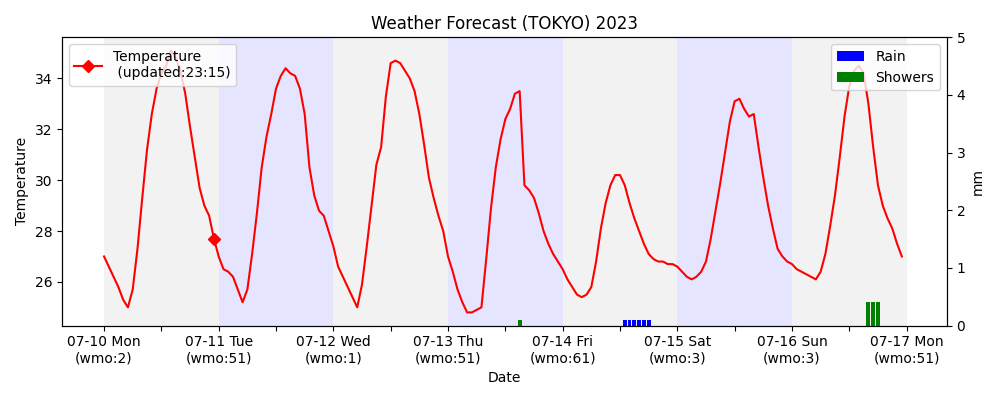 Weather Forecast (TOKYO) 2023
Temperature
(updated:23:15)
Rain
Showers
34
32
30
28
26
Temperature
5
4
3
2
1
0
mm
07-10 Mon
(wmo:2)
07-11 Tue
(wmo:51)
07-12 Wed
(wmo:1)
07-13 Thu
(wmo:51)
07-14 Fri
(wmo:61)
07-15 Sat
(wmo:3)
07-16 Sun
(wmo:3)
07-17 Mon
(wmo:51)
Date